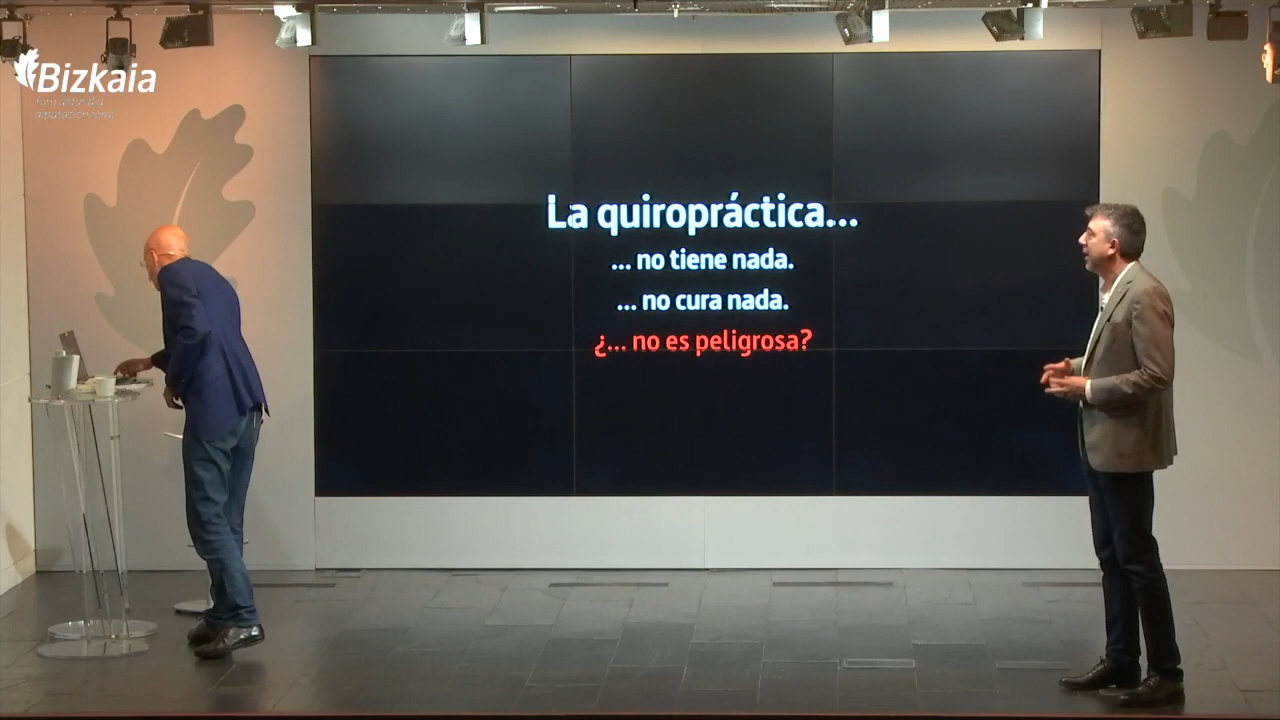 Bizkaia
La quiropráctica...
... no tiene nada.
... no cura nada.
¿... no es peligrosa?